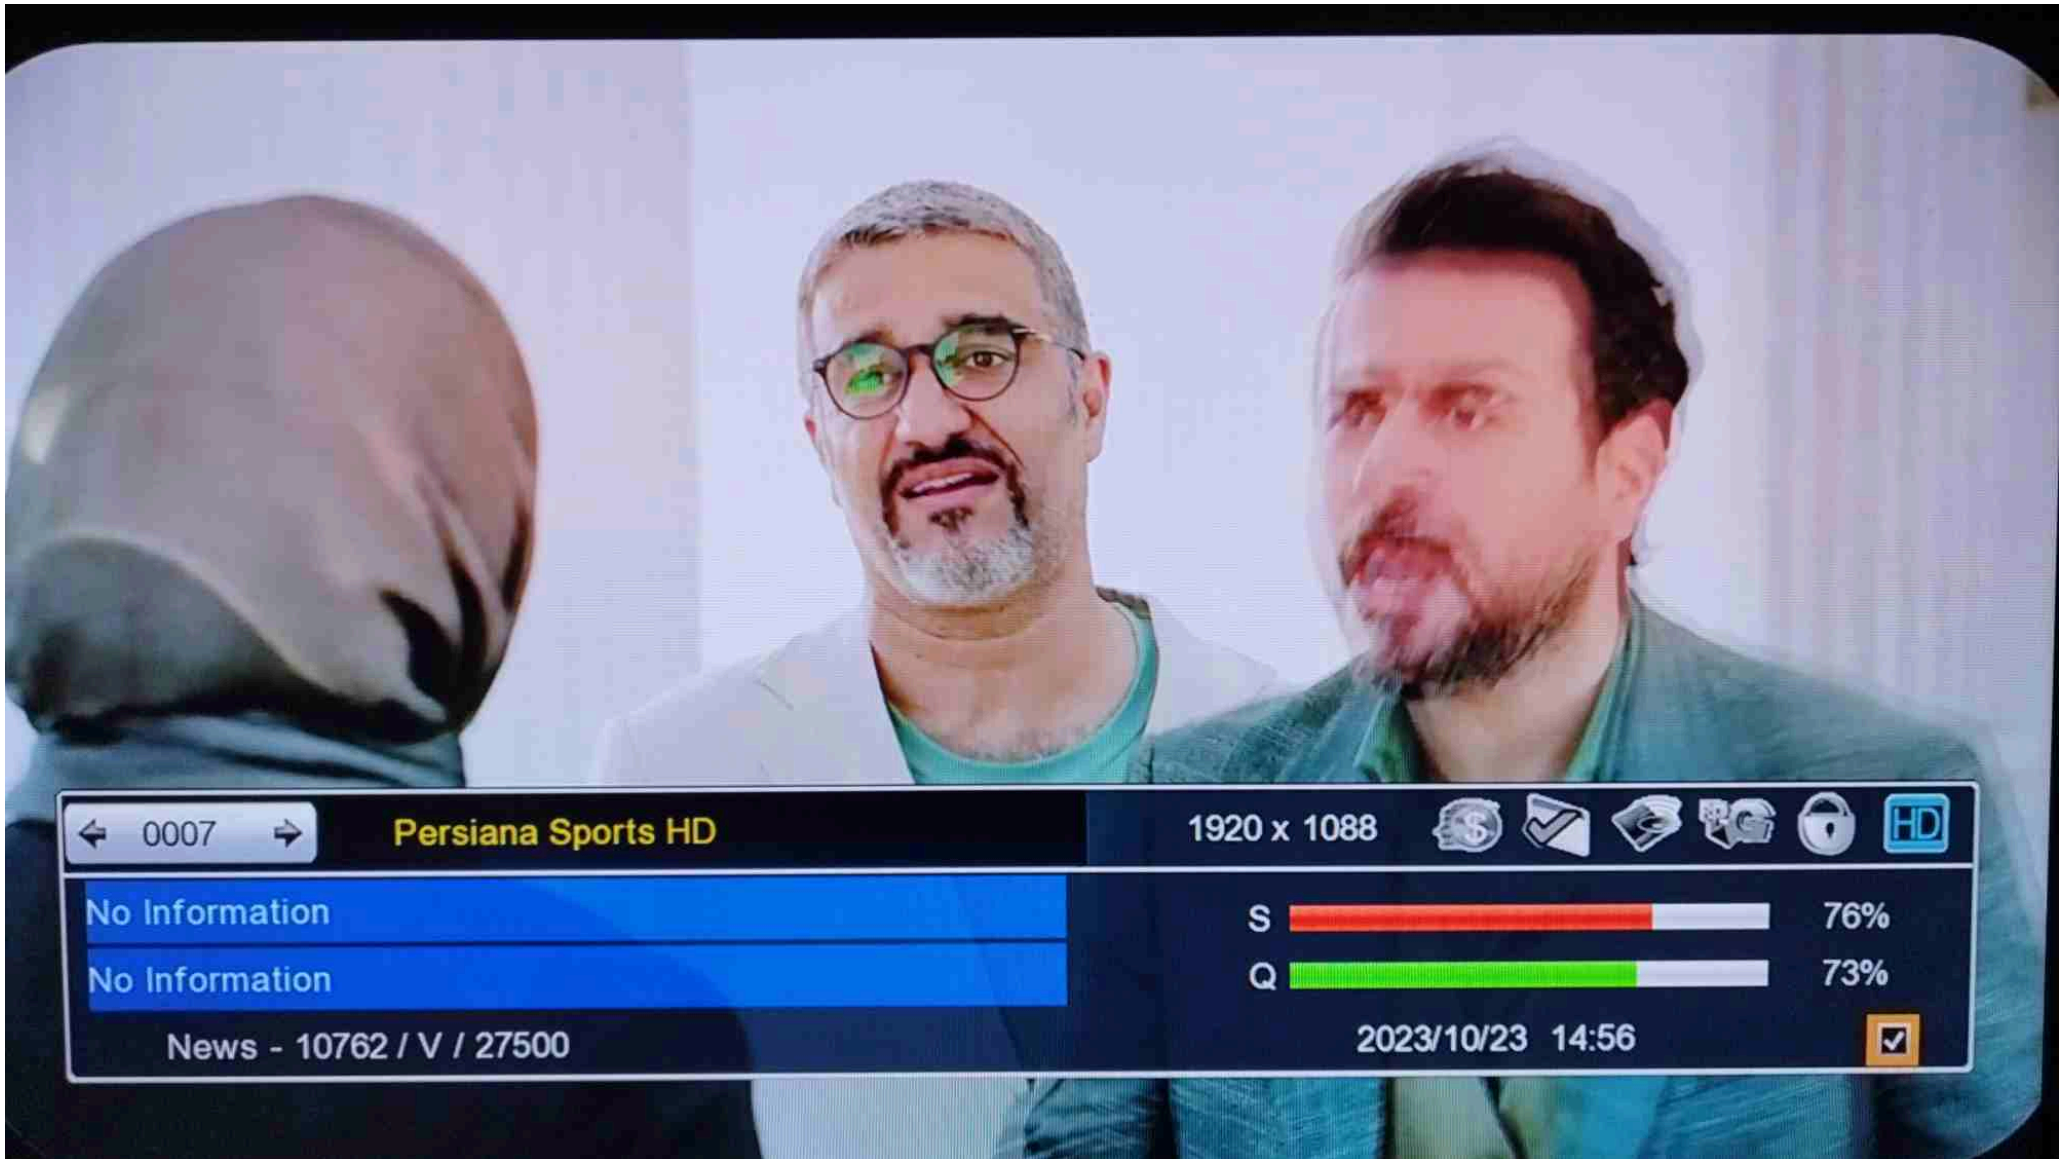 0007
Persiana Sports HD
1920 x 1088
HD
No Information
S
76%
No Information
Q
73%
News - 10762 / V / 27500
2023/10/23 14:56